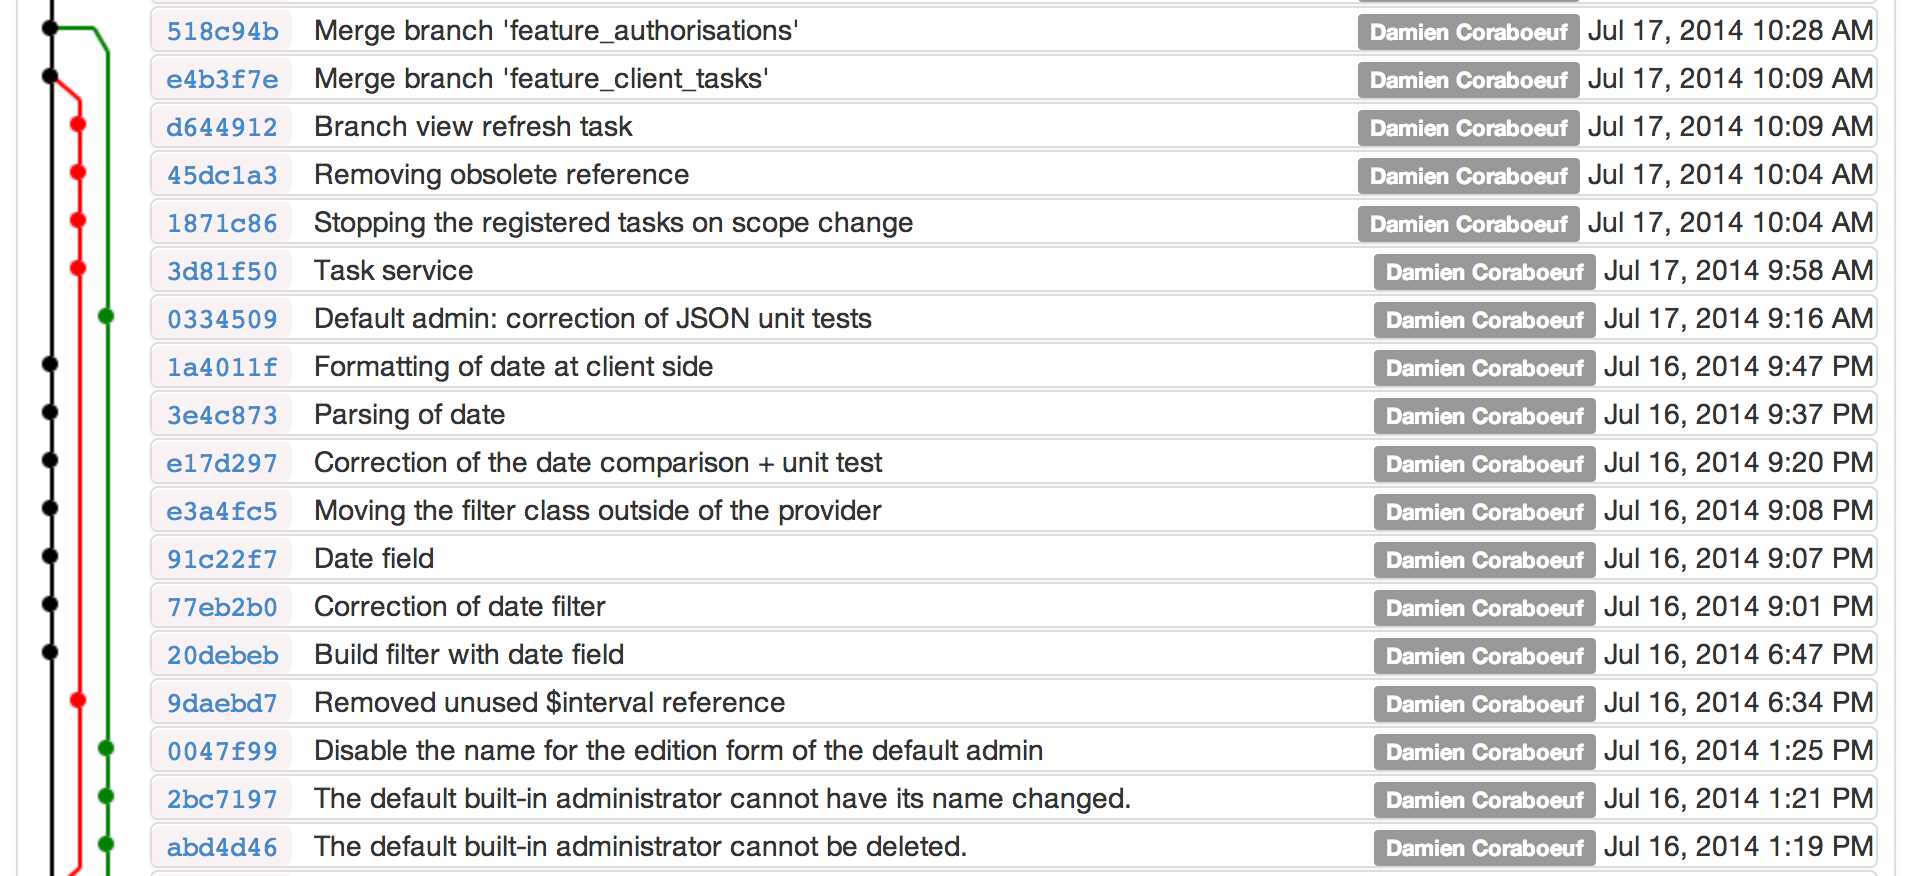 518c94b Merge branch 'feature_authorisations' Damien Coraboeuf Jul 17, 2014 10:28 AM
e4b3f7e Merge branch 'feature_client_tasks' Damien Coraboeuf Jul 17, 2014 10:09 AM
d644912 Branch view refresh task Damien Coraboeuf Jul 17, 2014 10:09 AM
45dc1a3 Removing obsolete reference Damien Coraboeuf Jul 17, 2014 10:04 AM
1871c86 Stopping the registered tasks on scope change Damien Coraboeuf Jul 17, 2014 10:04 AM
3d81f50 Task service Damien Coraboeuf Jul 17, 2014 9:58 AM
0334509 Default admin: correction of JSON unit tests Damien Coraboeuf Jul 17, 2014 9:16 AM
1a4011f Formatting of date at client side Damien Coraboeuf Jul 16, 2014 9:47 PM
3e4c873 Parsing of date Damien Coraboeuf Jul 16, 2014 9:37 PM
e17d297 Correction of the date comparison + unit test Damien Coraboeuf Jul 16, 2014 9:20 PM
e3a4fc5 Moving the filter class outside of the provider Damien Coraboeuf Jul 16, 2014 9:08 PM
91c22f7 Date field Damien Coraboeuf Jul 16, 2014 9:07 PM
77eb2b0 Correction of date filter Damien Coraboeuf Jul 16, 2014 9:01 PM
20debeb Build filter with date field Damien Coraboeuf Jul 16, 2014 6:47 PM
9daebd7 Removed unused $interval reference Damien Coraboeuf Jul 16, 2014 6:34 PM
0047f99 Disable the name for the edition form of the default admin Damien Coraboeuf Jul 16, 2014 1:25 PM
2bc7197 The default built-in administrator cannot have its name changed. Damien Coraboeuf Jul 16, 2014 1:21 PM
abd4d46 The default built-in administrator cannot be deleted. Damien Coraboeuf Jul 16, 2014 1:19 PM